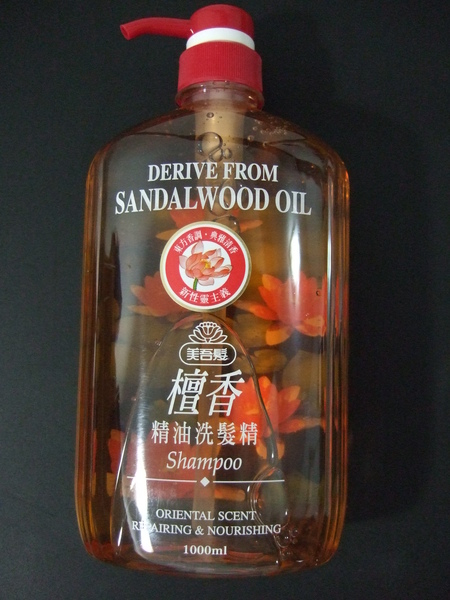 DERIVE FROM
SANDALWOOD OIL
東方香調·典雅清香
新性靈主義
美吾髮
檀香
精油洗髮精
Shampoo
ORIENTAL SCENT
REPAIRING & NOURISHING
1000ml